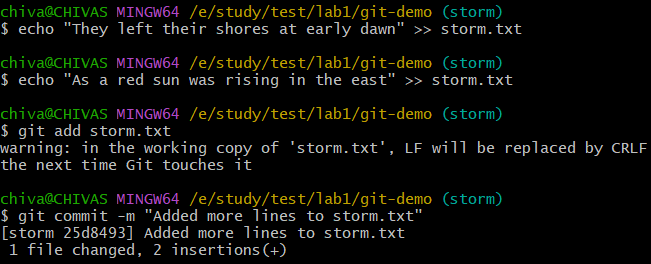 chiva@CHIVAS MINGW64 /e/study/test/lab1/git-demo (storm)
$ echo "They left their shores at early dawn" >> storm.txt
chiva@CHIVAS MINGW64 /e/study/test/lab1/git-demo (storm)
$ echo "As a red sun was rising in the east" >> storm.txt
chiva@CHIVAS MINGW64 /e/study/test/lab1/git-demo (storm)
$ git add storm.txt
warning: in the working copy of 'storm.txt', LF will be replaced by CRLF
the next time Git touches it
chiva@CHIVAS MINGW64 /e/study/test/lab1/git-demo (storm)
$ git commit -m "Added more lines to storm.txt"
[storm 25d8493] Added more lines to storm.txt
 1 file changed, 2 insertions(+)